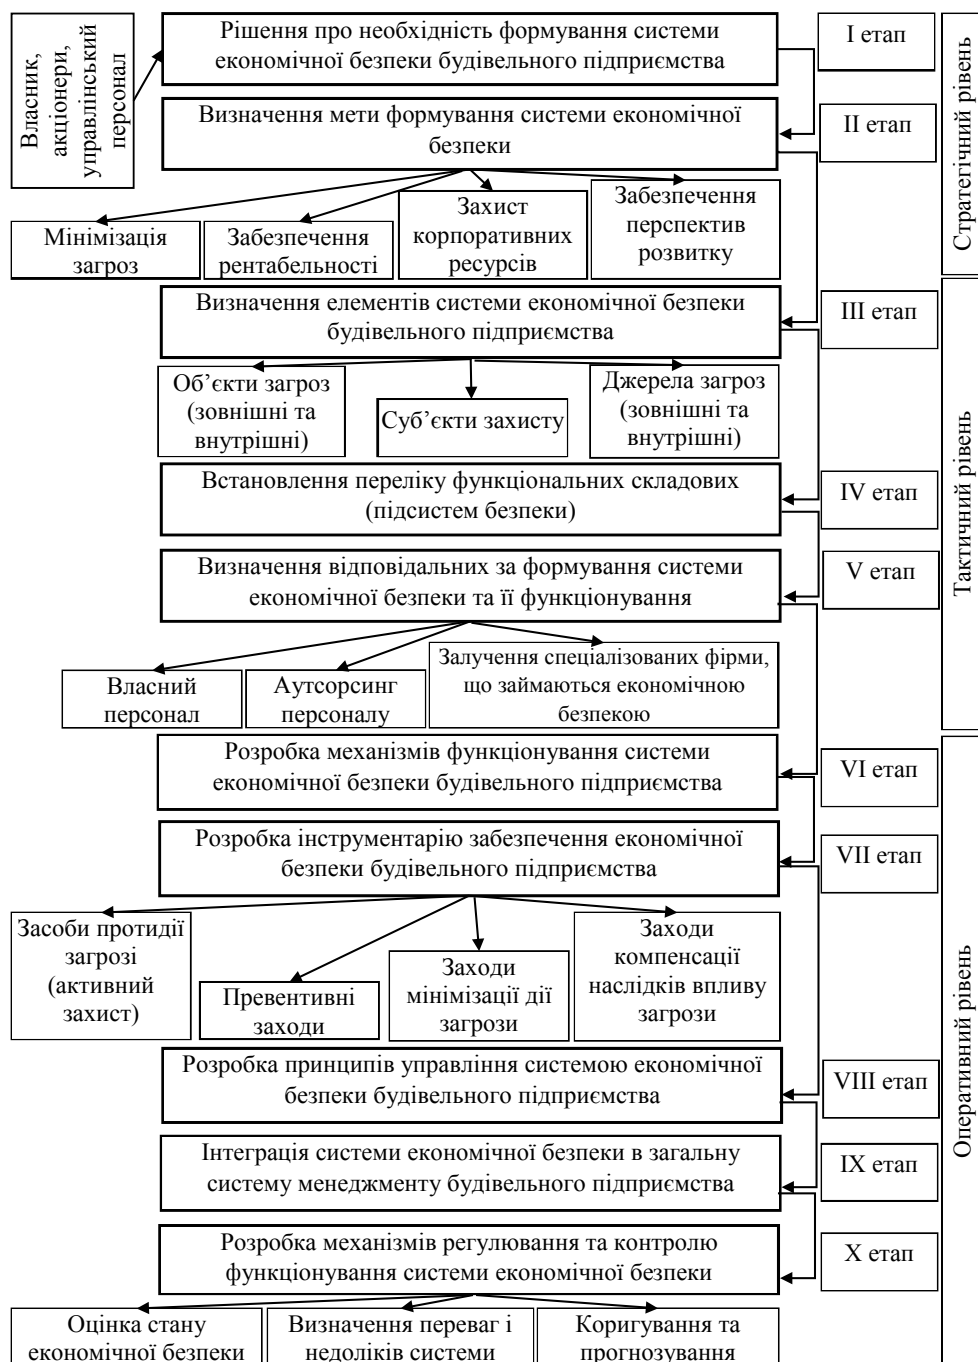 Власник,
акціонери,
управлінський
персонал
Рішення про необхідність формування системи
економічної безпеки будівельного підприємства
I етап
Стратегічний рівень
Визначення мети формування системи економічної
безпеки
II етап
Мінімізація
загроз
Забезпечення
рентабельності
Захист
корпоративних
ресурсів
Забезпечення
перспектив
розвитку
Визначення елементів системи економічної безпеки
будівельного підприємства
III етап
Тактичний рівень
Об’єкти загроз
(зовнішні та
внутрішні)
Суб’єкти захисту
Джерела загроз
(зовнішні та
внутрішні)
Встановлення переліку функціональних складових
(підсистем безпеки)
IV етап
Визначення відповідальних за формування системи
економічної безпеки та її функціонування
V етап
Власний
персонал
Аутсорсинг
персоналу
Залучення спеціалізованих фірми,
що займаються економічною
безпекою
Розробка механізмів функціонування системи
економічної безпеки будівельного підприємства
VI етап
Оперативний рівень
Розробка інструментарію забезпечення економічної
безпеки будівельного підприємства
VII етап
Засоби протидії
загрозі
(активний
захист)
Превентивні
заходи
Заходи
мінімізації дії
загрози
Заходи
компенсації
наслідків впливу
загрози
Розробка принципів управління системою економічної
безпеки будівельного підприємства
VIII етап
Інтеграція системи економічної безпеки в загальну
систему менеджменту будівельного підприємства
IX етап
Розробка механізмів регулювання та контролю
функціонування системи економічної безпеки
X етап
Оцінка стану
економічної безпеки
Визначення переваг і
недоліків системи
Коригування та
прогнозування